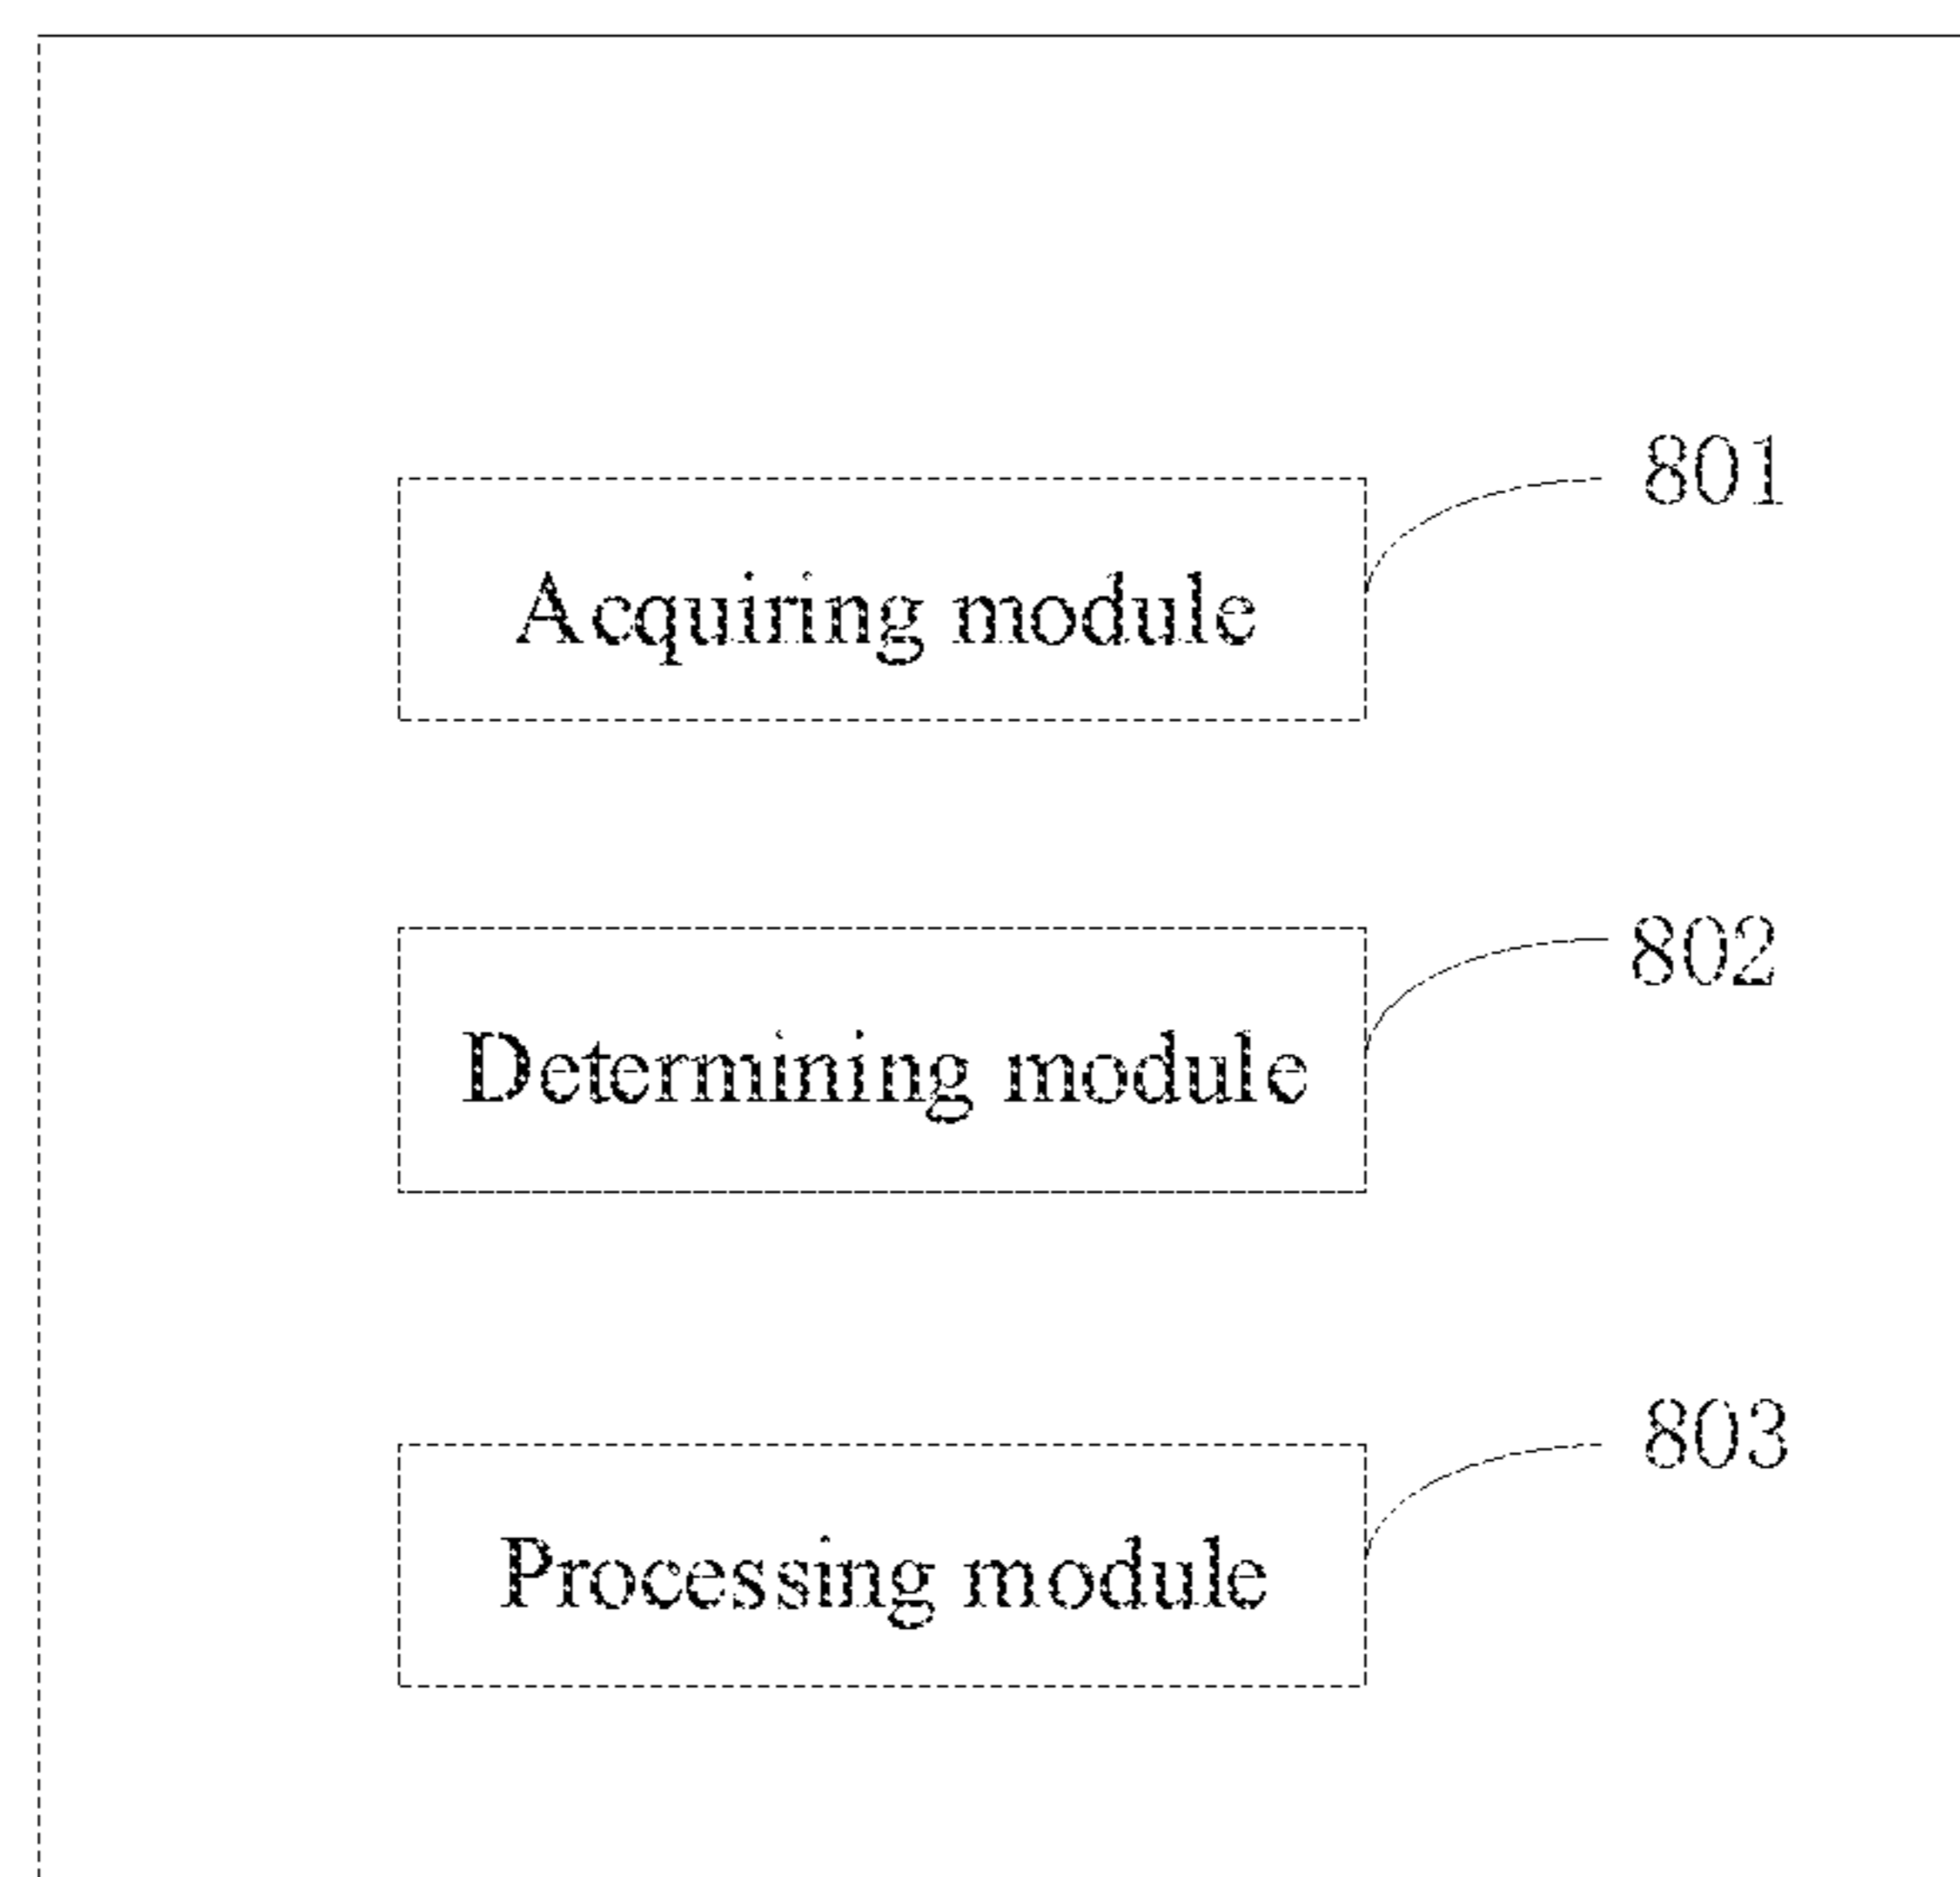 801
Acquiring module
802
Determining module
803
Processing module